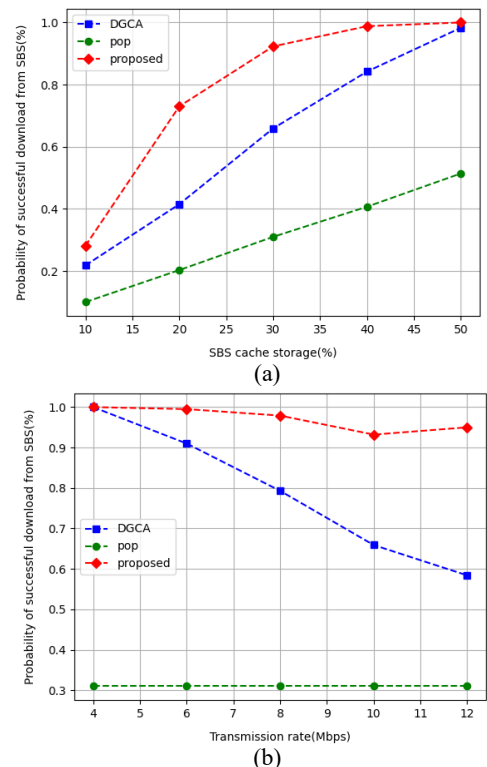 Probability of successful download from SBS(%)
1.0
0.8
0.6
0.4
0.2
DGCA
pop
proposed
10 15 20 25 30 35 40 45 50
SBS cache storage(%)
(a)
Probability of successful download from SBS(%)
1.0
0.9
0.8
0.7
0.6
0.5
0.4
0.3
DGCA
pop
proposed
4 5 6 7 8 9 10 11 12
Transmission rate(Mbps)
(b)